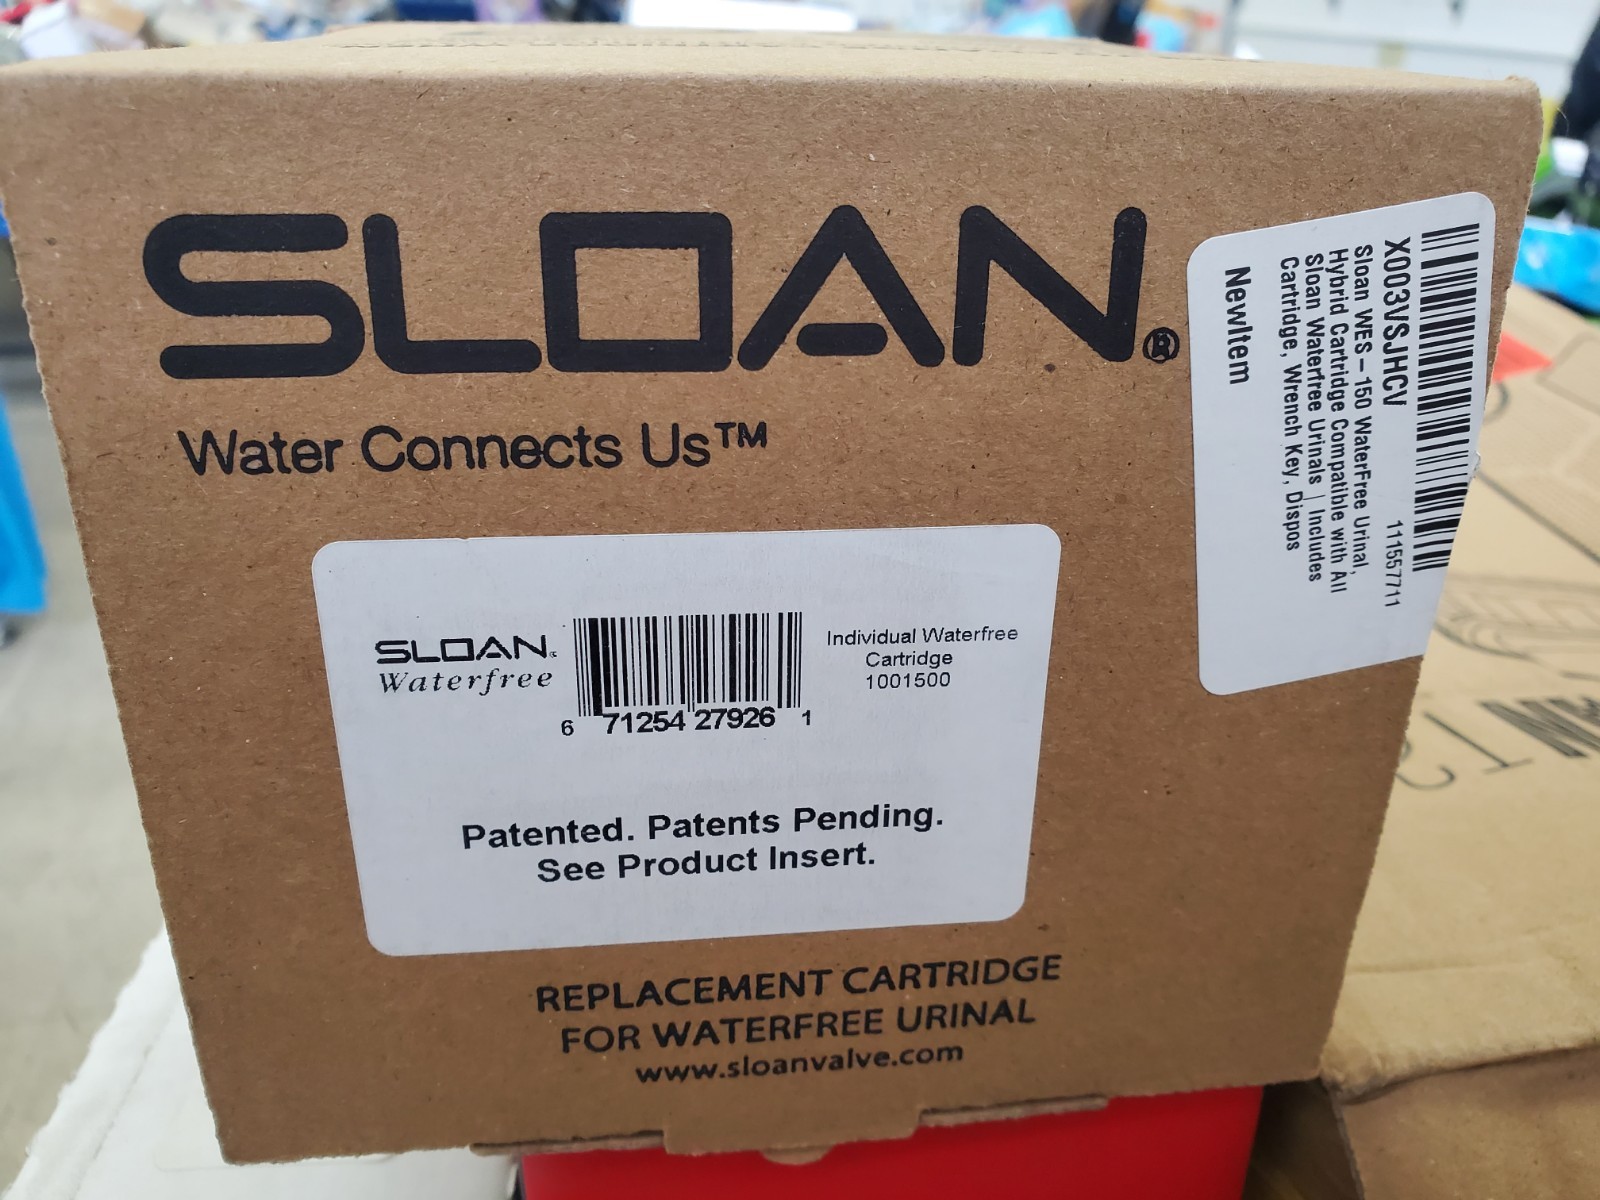 SLOAN®
Water Connects Us™
SLOAN®
Waterfree
6 71254 27926 1
Individual Waterfree
Cartridge
1001500
Patented. Patents Pending.
See Product Insert.
REPLACEMENT CARTRIDGE
FOR WATERFREE URINAL
www.sloanvalve.com
X003VSJHCV 11155771
Sloan WES – 150 WaterFree Urinal,
Hybrid Cartridge Compatible with All
Sloan Waterfree Urinals | Includes
Cartridge, Wrench Key, Dispos
NewItem